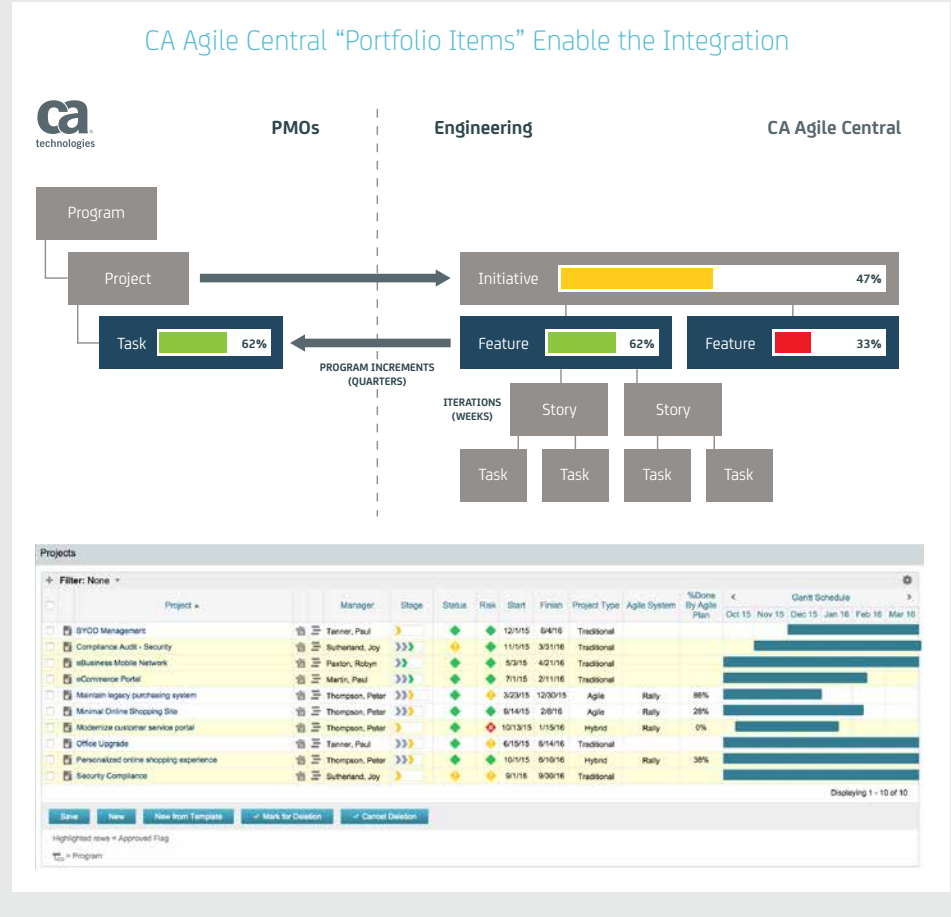 CA Agile Central “Portfolio Items” Enable the Integration
ca
technologies
PMOs
Engineering
CA Agile Central
Program
Project
Initiative
47%
Task
62%
Feature
62%
Feature
33%
PROGRAM INCREMENTS
(QUARTERS)
ITERATIONS
(WEEKS)
Story
Story
Task
Task
Task
Task
Projects
Filter: None
Project Manager Stage Status Risk Start Finish Project Type Agile System %Done By Agile Plan Gantt Schedule
Oct 15 Nov 15 Dec 15 Jan 16 Feb 16 Mar 16
BYOD Management Tanner, Paul 12/1/15 6/4/16 Traditional
Compliance Audit - Security Sutherland, Joy 11/1/15 3/31/16 Traditional
eBusiness Mobile Network Paxton, Robyn 5/3/15 4/21/16 Traditional
eCommerce Portal Martin, Paul 7/1/15 2/11/16 Traditional
Maintain legacy purchasing system Thompson, Peter 3/23/15 12/30/15 Agile Rally
Minimal Online Shopping Site Thompson, Peter 2/8/16 Agile Rally 28%
Modernize customer service portal Thompson, Peter 10/13/15 1/15/16 Hybrid Rally 0%
Office Upgrade Tanner, Paul 6/15/15 Traditional
Personalized online shopping experience Thompson, Peter 10/1/15 6/10/16 Hybrid Rally 38%
Security Compliance Sutherland, Joy 9/1/15 9/30/16 Traditional
Displaying 1 - 10 of 10
Save New New from Template Mark for Deletion Cancel Deletion
Highlighted rows = Approved Flag
= Program